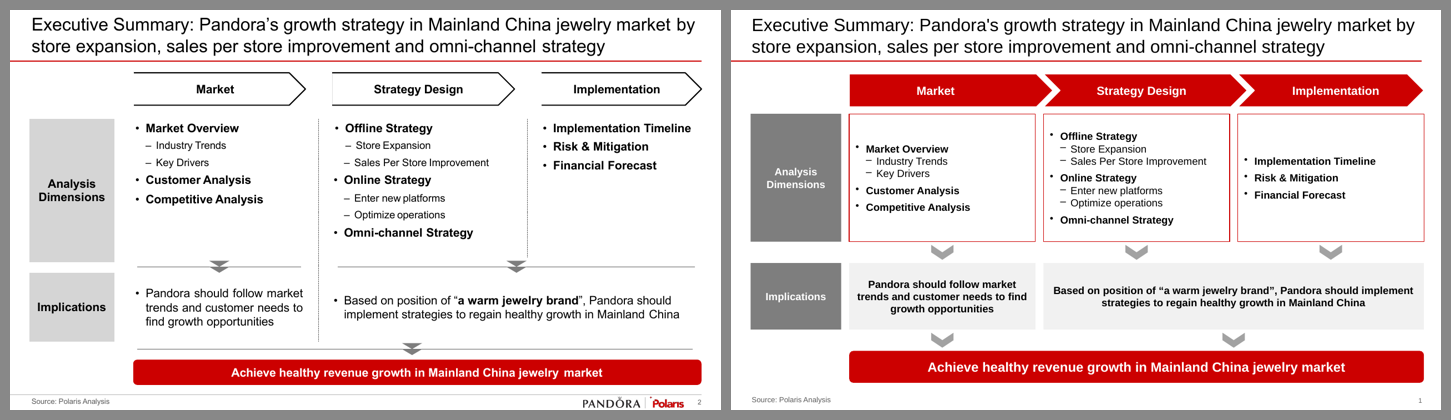 Executive Summary: Pandora’s growth strategy in Mainland China jewelry market by
store expansion, sales per store improvement and omni-channel strategy
Market
Strategy Design
Implementation
Analysis
Dimensions
• Market Overview
– Industry Trends
– Key Drivers
• Customer Analysis
• Competitive Analysis
• Offline Strategy
– Store Expansion
– Sales Per Store Improvement
• Online Strategy
– Enter new platforms
– Optimize operations
• Omni-channel Strategy
• Implementation Timeline
• Risk & Mitigation
• Financial Forecast
Implications
• Pandora should follow market
trends and customer needs to
find growth opportunities
• Based on position of “a warm jewelry brand”, Pandora should
implement strategies to regain healthy growth in Mainland China
Achieve healthy revenue growth in Mainland China jewelry market
Source: Polaris Analysis
PANDÖRA
Polaris
2
Executive Summary: Pandora's growth strategy in Mainland China jewelry market by
store expansion, sales per store improvement and omni-channel strategy
Market
Strategy Design
Implementation
Analysis
Dimensions
• Market Overview
– Industry Trends
– Key Drivers
• Customer Analysis
• Competitive Analysis
• Offline Strategy
– Store Expansion
– Sales Per Store Improvement
• Online Strategy
– Enter new platforms
– Optimize operations
• Omni-channel Strategy
• Implementation Timeline
• Risk & Mitigation
• Financial Forecast
Implications
Pandora should follow market
trends and customer needs to find
growth opportunities
Based on position of “a warm jewelry brand”, Pandora should implement
strategies to regain healthy growth in Mainland China
Achieve healthy revenue growth in Mainland China jewelry market
Source: Polaris Analysis
1